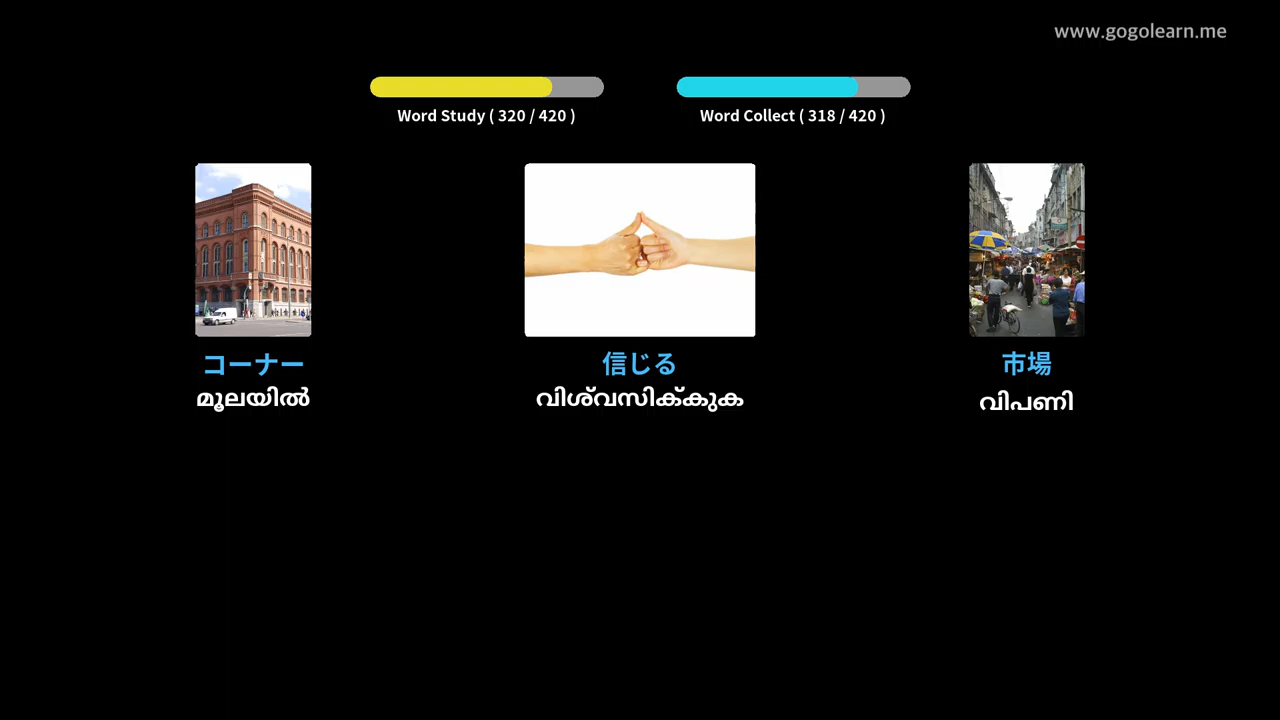 www.gogolearn.me
Word Study ( 320 / 420 )
Word Collect ( 318 / 420 )
コーナー
മൂലയിൽ
信じる
വിശ്വസിക്കുക
市場
വിപണി